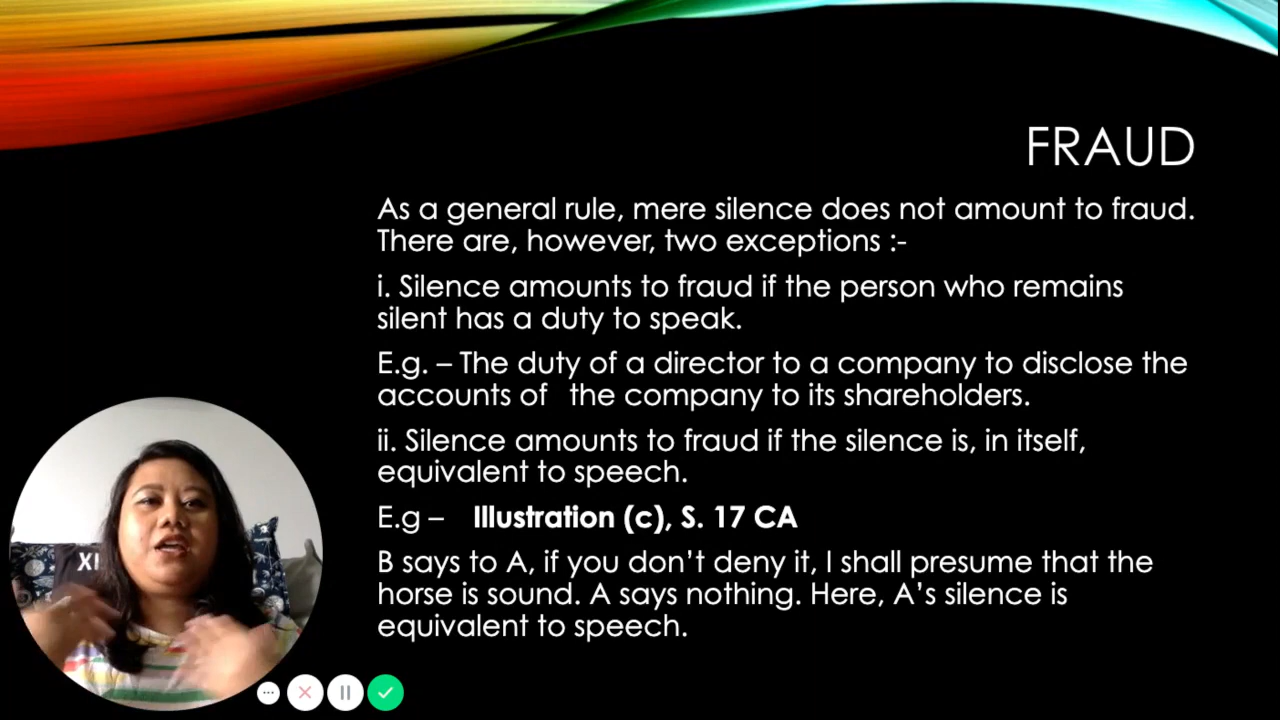 FRAUD
As a general rule, mere silence does not amount to fraud.
There are, however, two exceptions :-
i. Silence amounts to fraud if the person who remains
silent has a duty to speak.
E.g. – The duty of a director to a company to disclose the
accounts of the company to its shareholders.
ii. Silence amounts to fraud if the silence is, in itself,
equivalent to speech.
E.g – Illustration (c), S. 17 CA
B says to A, if you don’t deny it, I shall presume that the
horse is sound. A says nothing. Here, A’s silence is
equivalent to speech.